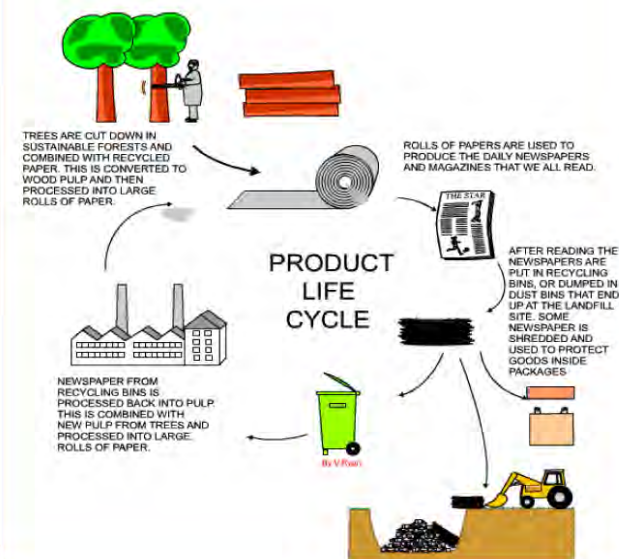 TREES ARE CUT DOWN IN
SUSTAINABLE FORESTS AND
COMBINED WITH RECYCLED
PAPER. THIS IS CONVERTED TO
WOOD PULP AND THEN
PROCESSED INTO LARGE
ROLLS OF PAPER.
ROLLS OF PAPERS ARE USED TO
PRODUCE THE DAILY NEWSPAPERS
AND MAGAZINES THAT WE ALL READ.
THE STAR
AFTER READING THE
NEWSPAPERS ARE
PUT IN RECYCLING
BINS, OR DUMPED IN
DUST BINS THAT END
UP AT THE LANDFILL
SITE. SOME
NEWSPAPER IS
SHREDDED AND
USED TO PROTECT
GOODS INSIDE
PACKAGES
PRODUCT
LIFE
CYCLE
NEWSPAPER FROM
RECYCLING BINS IS
PROCESSED BACK INTO PULP.
THIS IS COMBINED WITH
NEW PULP FROM TREES AND
PROCESSED INTO LARGE.
ROLLS OF PAPER.
By V.Ryan